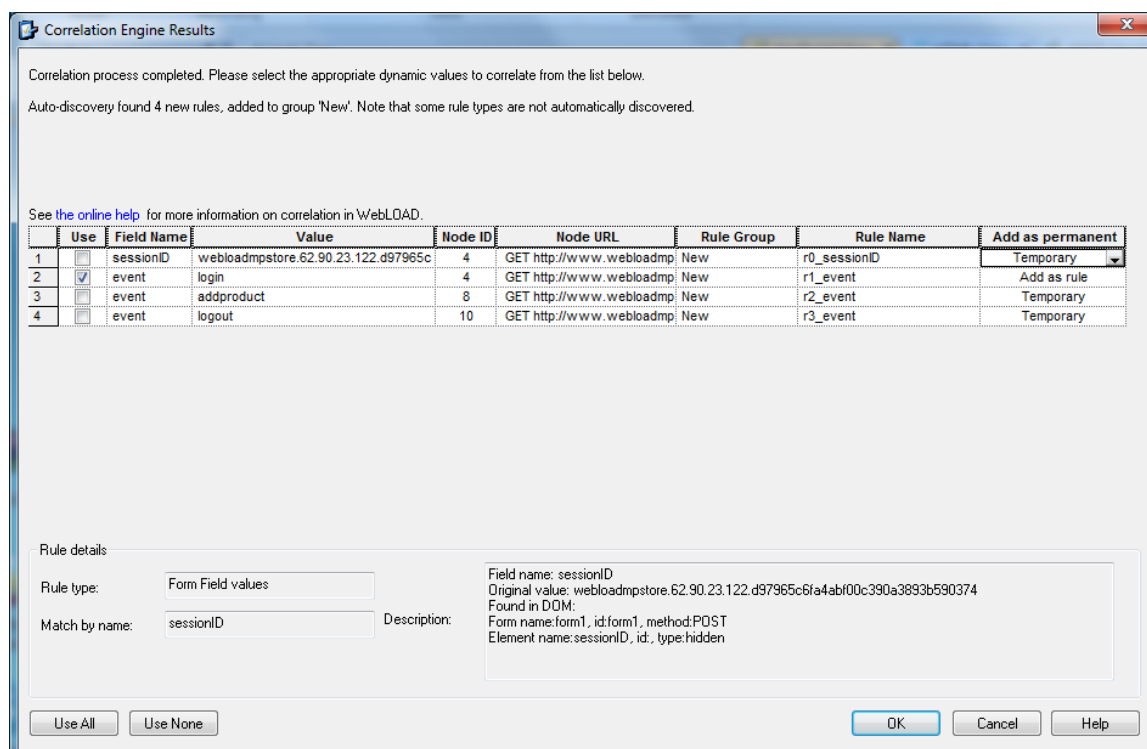 Correlation Engine Results
Correlation process completed. Please select the appropriate dynamic values to correlate from the list below.
Auto-discovery found 4 new rules, added to group 'New'. Note that some rule types are not automatically discovered.
See the online help for more information on correlation in WebLOAD.
Use Field Name Value Node ID Node URL Rule Group Rule Name Add as permanent
1 sessionID webloadmpstore.62.90.23.122.d97965c 4 GET http://www.webloadmp New r0_sessionID Temporary
2 event login 4 GET http://www.webloadmp New r1_event Add as rule
3 event addproduct 8 GET http://www.webloadmp New r2_event Temporary
4 event logout 10 GET http://www.webloadmp New r3_event Temporary
Rule details
Rule type: Form Field values
Match by name: sessionID
Description:
Field name: sessionID
Original value: webloadmpstore.62.90.23.122.d97965c6fa4abf00c390a3893b590374
Found in DOM:
Form name:form1, id:form1, method:POST
Element name:sessionID, id:, type:hidden
Use All Use None OK Cancel Help